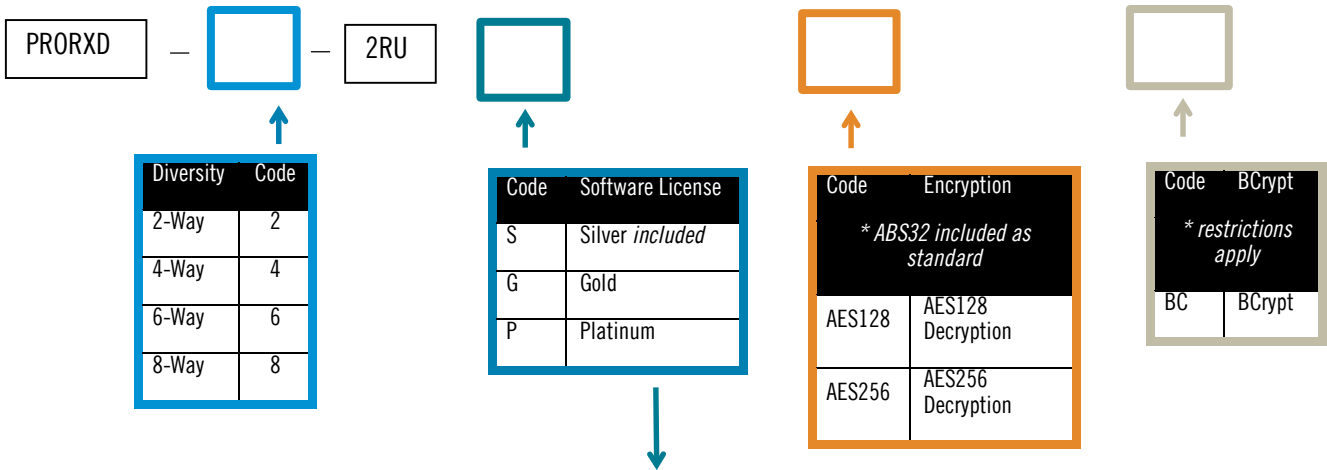 PRORXD – – 2RU
Diversity Code
2-Way 2
4-Way 4
6-Way 6
8-Way 8
Code Software License
S Silver included
G Gold
P Platinum
Code Encryption
* ABS32 included as
standard
AES128 AES128
Decryption
AES256 AES256
Decryption
Code BCrypt
* restrictions
apply
BC BCrypt